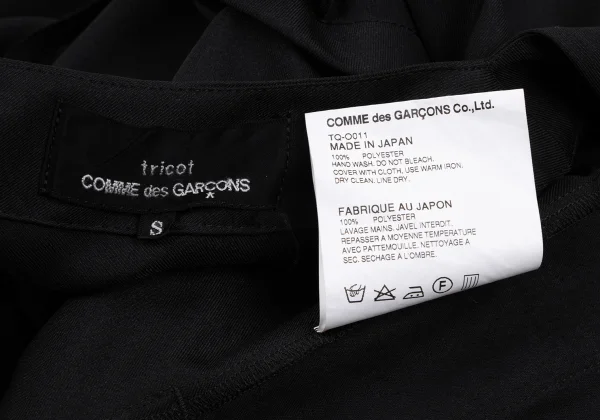 tricot
COMME des GARÇONS
S
COMME des GARÇONS Co.,Ltd.
TQ-O011
MADE IN JAPAN
100% POLYESTER
HAND WASH. DO NOT BLEACH.
COVER WITH CLOTH, USE WARM IRON.
DRY CLEAN. LINE DRY.
FABRIQUE AU JAPON
100% POLYESTER
LAVAGE MAINS. JAVEL INTERDIT.
REPASSER A MOYENNE TEMPERATURE
AVEC PATTEMOUILLE. NETTOYAGE A
SEC. SECHAGE A L'OMBRE.
F